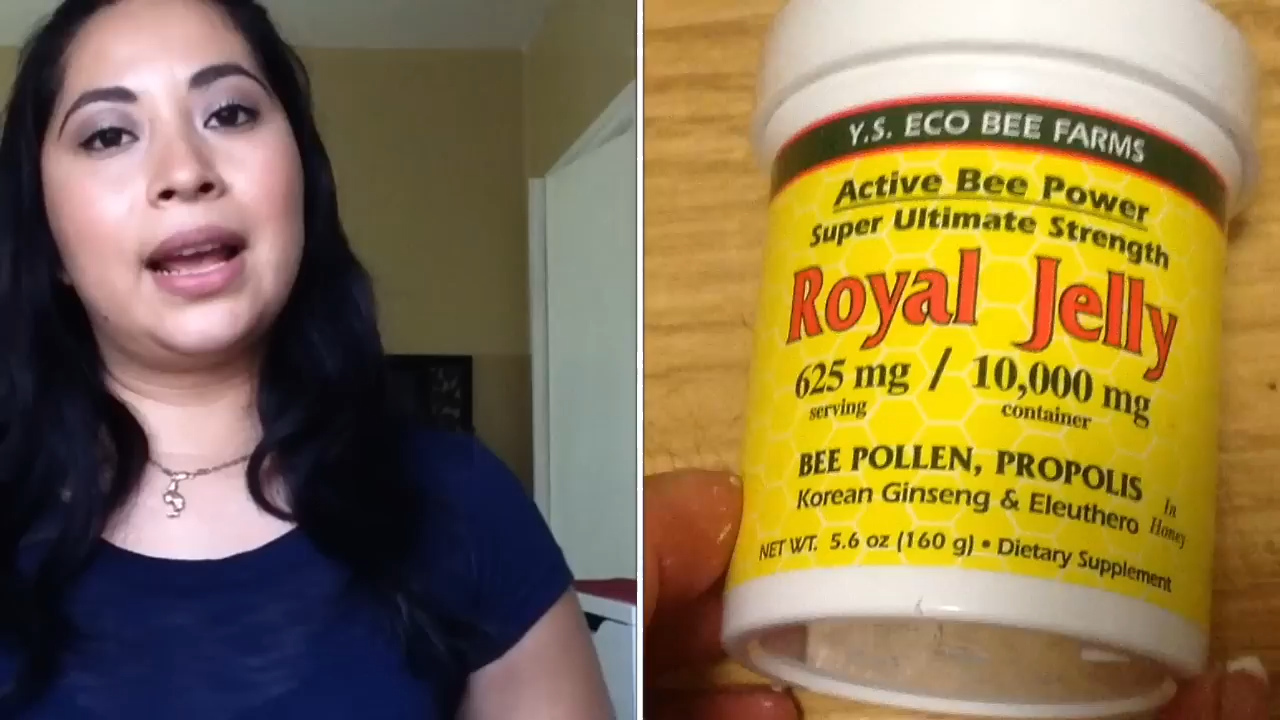 Y.S. ECO BEE FARMS
Active Bee Power
Super Ultimate Strength
Royal Jelly
625 mg / 10,000 mg
serving container
BEE POLLEN, PROPOLIS
Korean Ginseng & Eleuthero
In
Honey
NET WT. 5.6 oz (160 g) • Dietary Supplement